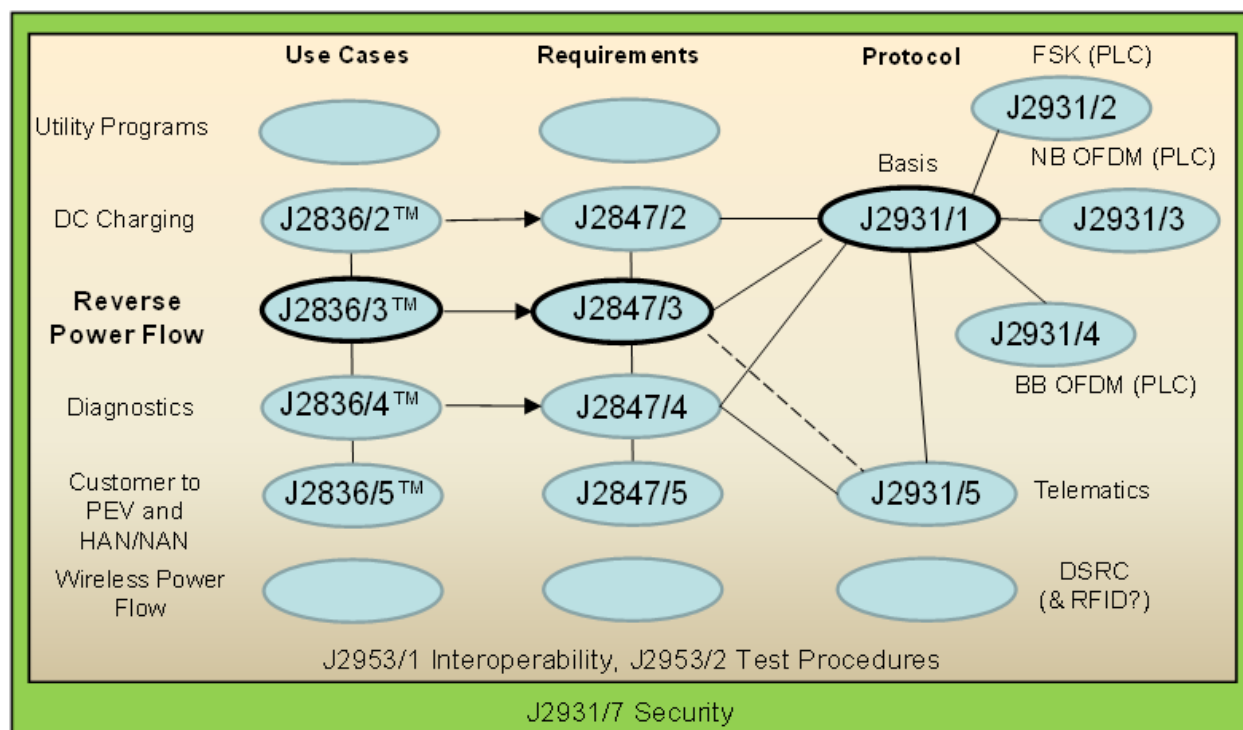 Use Cases
Requirements
Protocol
FSK (PLC)
Utility Programs
J2931/2
NB OFDM (PLC)
Basis
DC Charging
J2836/2™
J2847/2
J2931/1
J2931/3
Reverse
Power Flow
J2836/3™
J2847/3
J2931/4
BB OFDM (PLC)
Diagnostics
J2836/4™
J2847/4
Customer to
PEV and
HAN/NAN
J2836/5™
J2847/5
J2931/5
Telematics
Wireless Power
Flow
DSRC
(& RFID?)
J2953/1 Interoperability, J2953/2 Test Procedures
J2931/7 Security